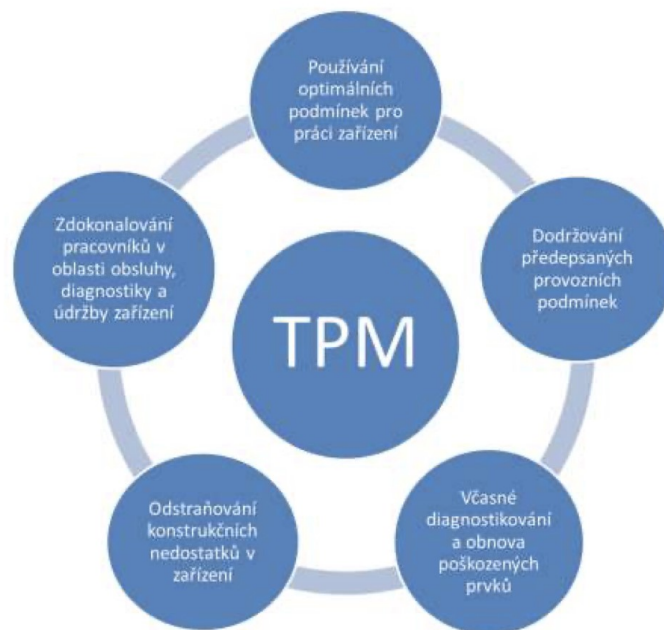 Používání
optimálních
podmínek pro
práci zařízení
Dodržování
předepsaných
provozních
podmínek
Včasné
diagnostikování
a obnova
poškozených
prvků
Odstraňování
konstrukčních
nedostatků v
zařízení
Zdokonalování
pracovníků v
oblasti obsluhy,
diagnostiky a
údržby zařízení
TPM